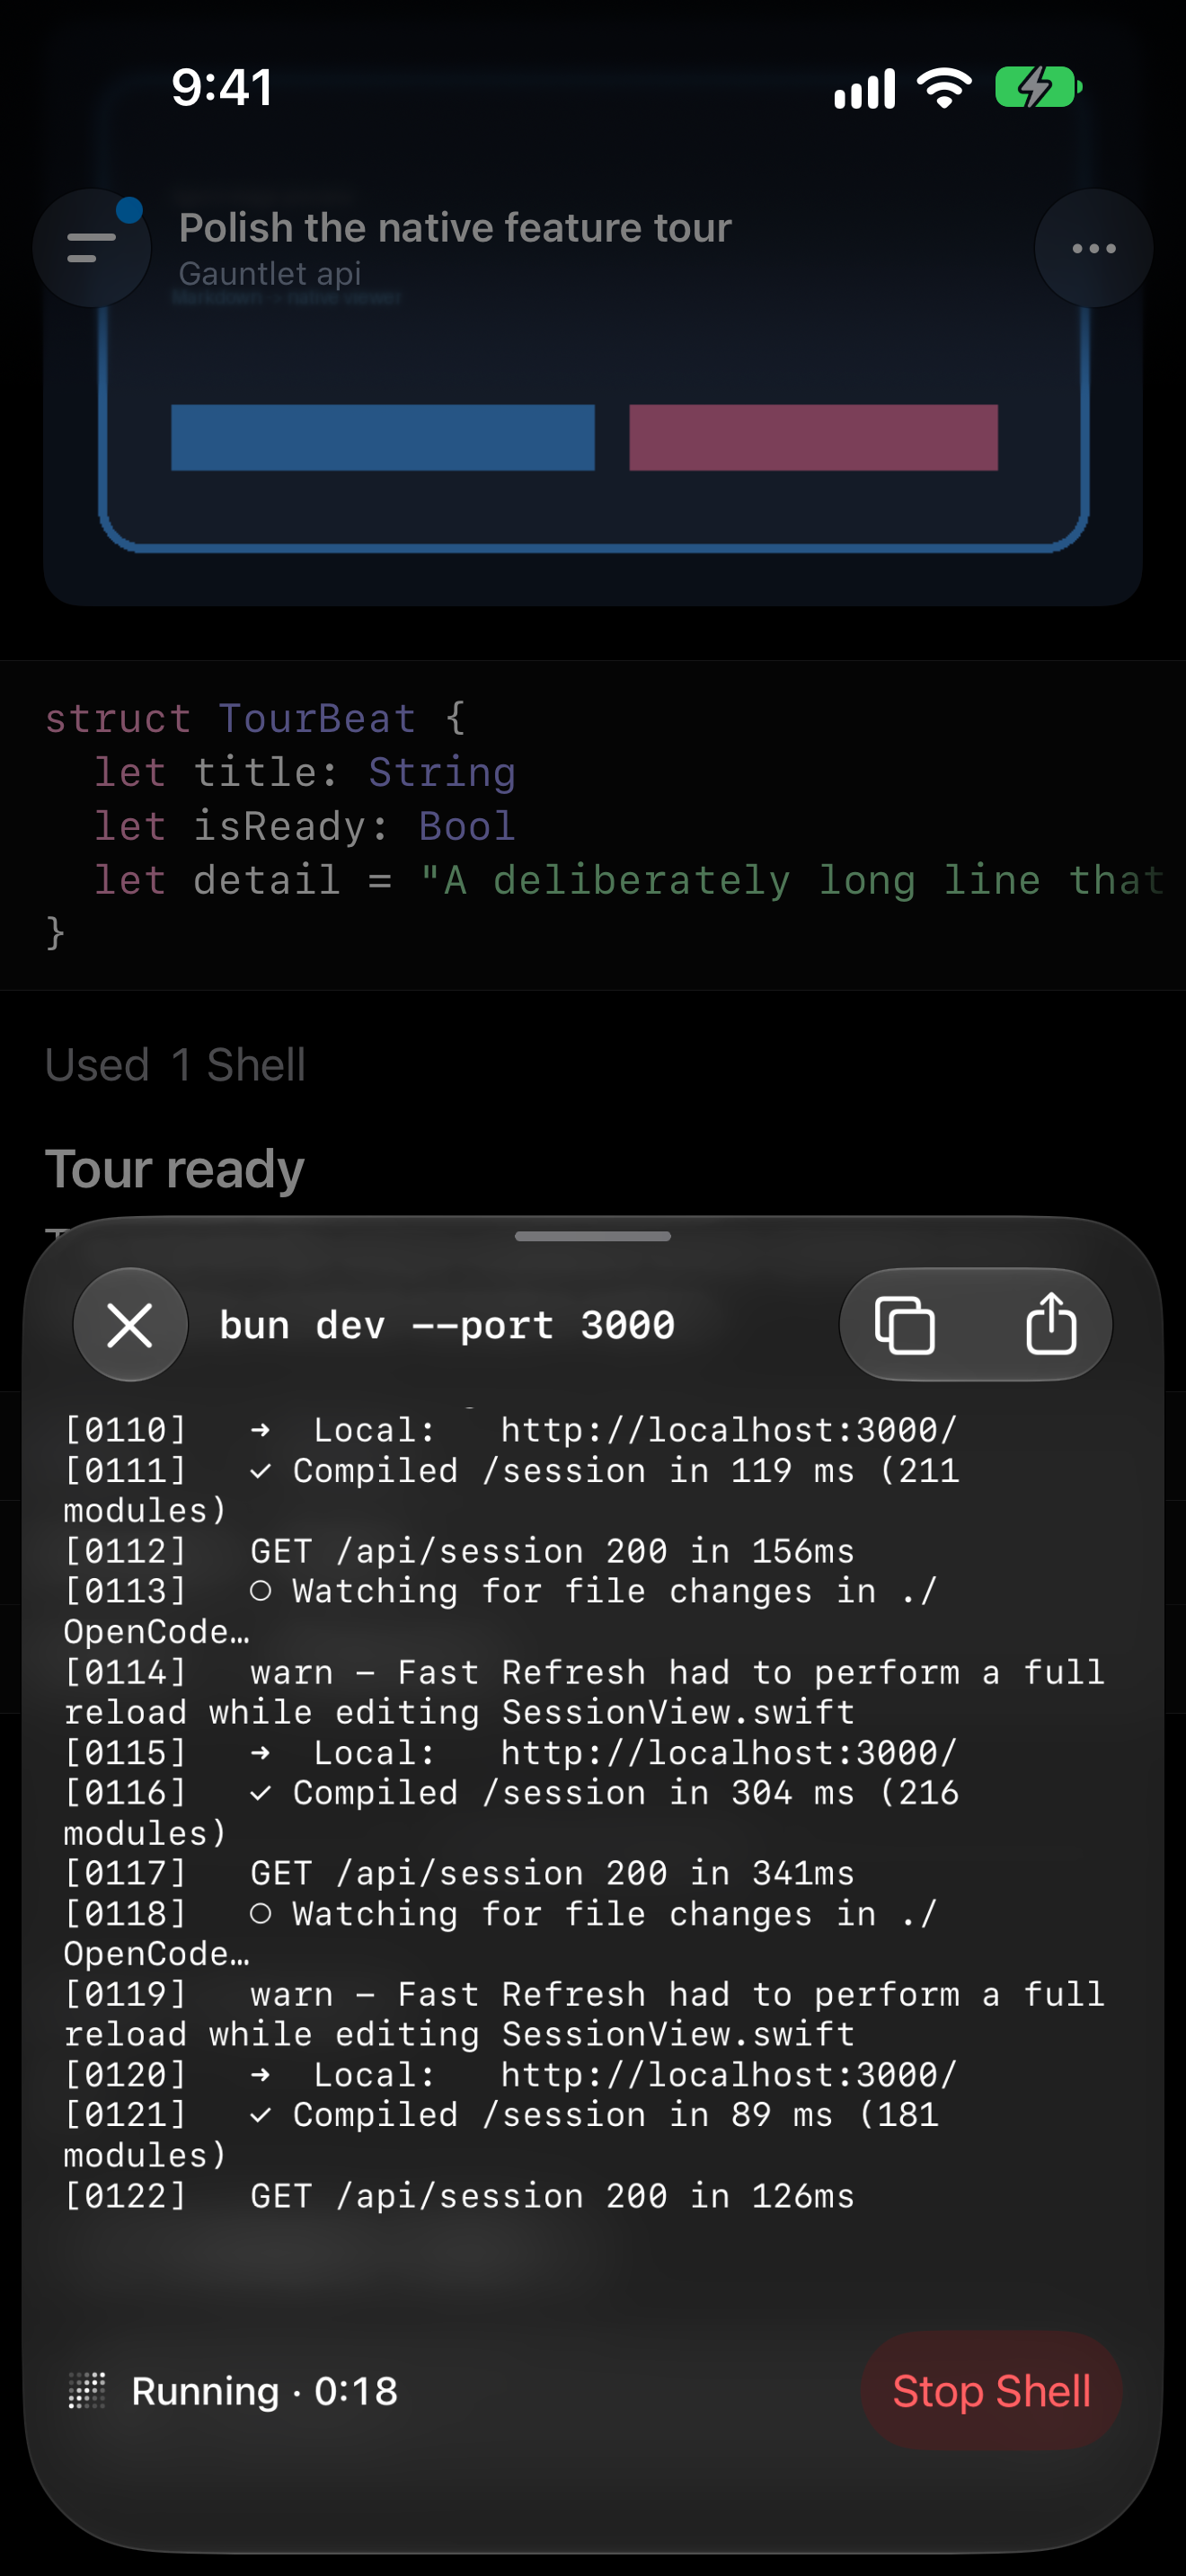 9:41
Polish the native feature tour
Gauntlet api
Markdown → native viewer
struct TourBeat {
let title: String
let isReady: Bool
let detail = "A deliberately long line that
}
Used 1 Shell
Tour ready
bun dev --port 3000
[0110] ➜ Local: http://localhost:3000/
[0111] ✓ Compiled /session in 119 ms (211
modules)
[0112] GET /api/session 200 in 156ms
[0113] ○ Watching for file changes in ./
OpenCode…
[0114] warn – Fast Refresh had to perform a full
reload while editing SessionView.swift
[0115] ➜ Local: http://localhost:3000/
[0116] ✓ Compiled /session in 304 ms (216
modules)
[0117] GET /api/session 200 in 341ms
[0118] ○ Watching for file changes in ./
OpenCode…
[0119] warn – Fast Refresh had to perform a full
reload while editing SessionView.swift
[0120] ➜ Local: http://localhost:3000/
[0121] ✓ Compiled /session in 89 ms (181
modules)
[0122] GET /api/session 200 in 126ms
Running · 0:18
Stop Shell